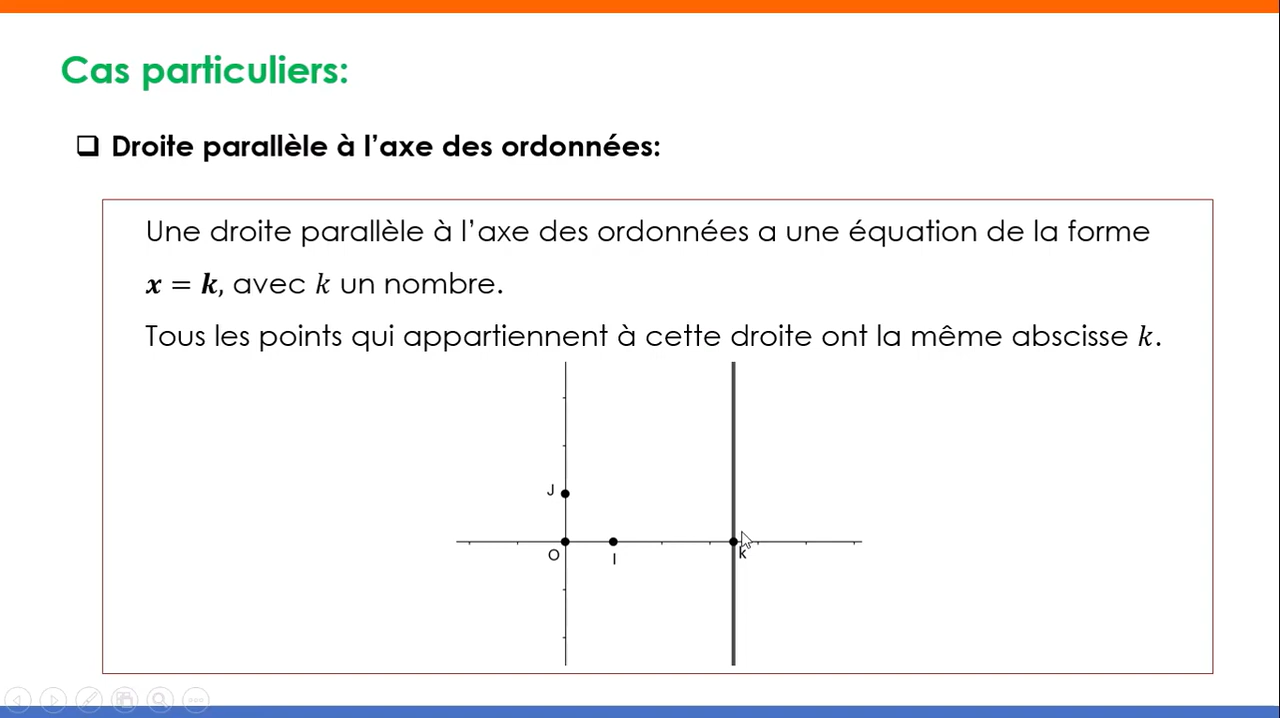 Cas particuliers:
❑ Droite parallèle à l’axe des ordonnées:
Une droite parallèle à l’axe des ordonnées a une équation de la forme
x = k, avec k un nombre.
Tous les points qui appartiennent à cette droite ont la même abscisse k.
J
O
I
k